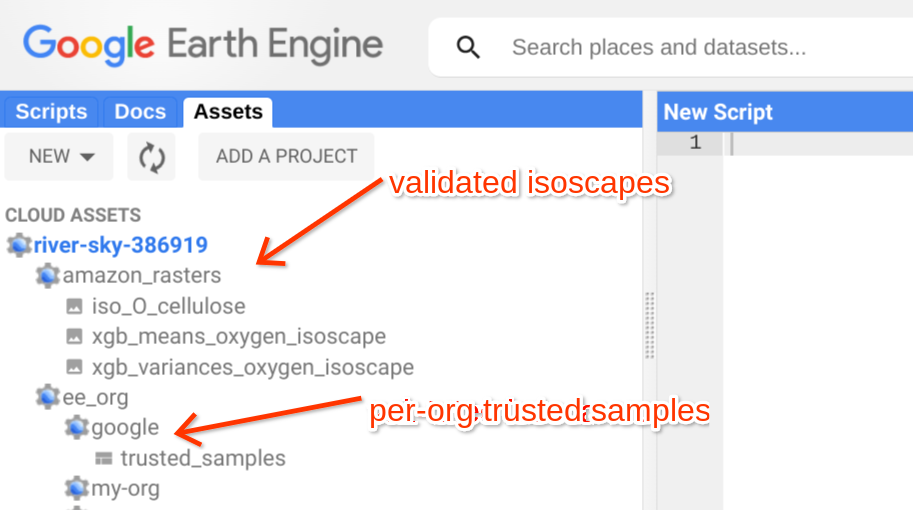 Google Earth Engine
Search places and datasets...
Scripts Docs Assets
New Script
NEW
ADD A PROJECT
1
validated isoscapes
CLOUD ASSETS
river-sky-386919
amazon_rasters
iso_O_cellulose
xgb_means_oxygen_isoscape
xgb_variances_oxygen_isoscape
ee_org
per-org trusted samples
google
trusted_samples
my-org